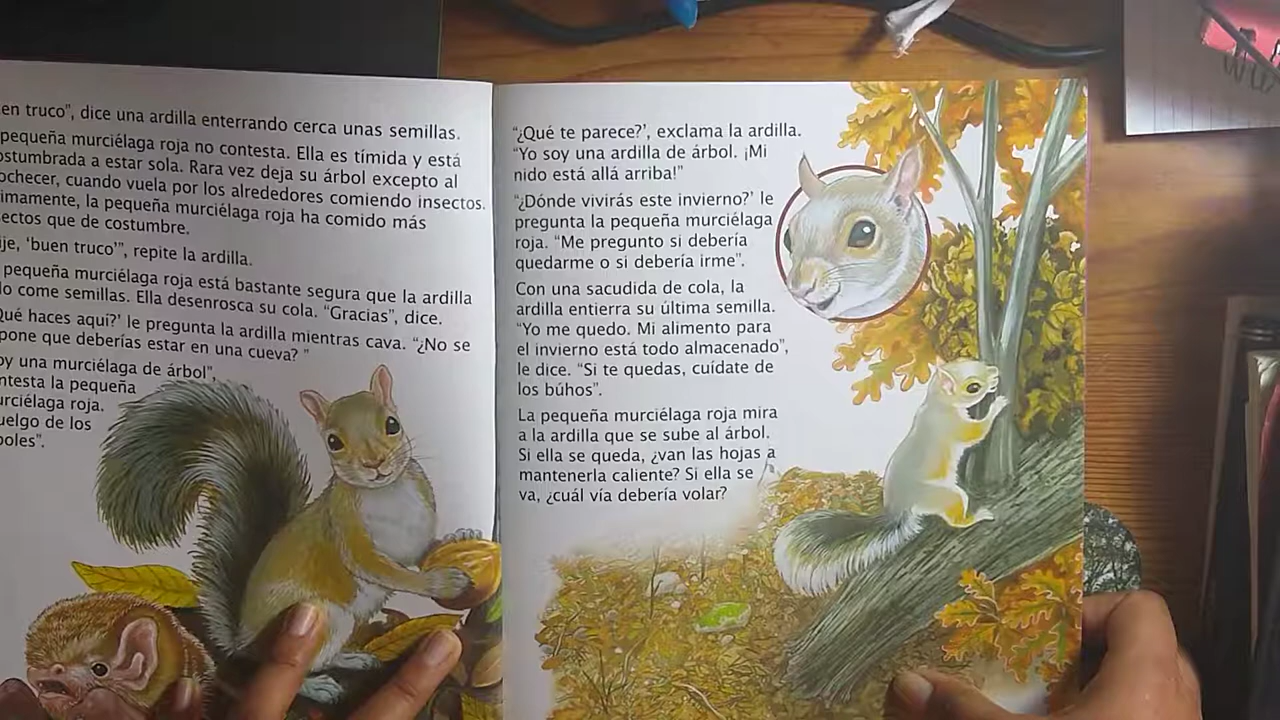 en truco”, dice una ardilla enterrando cerca unas semillas.
pequeña murciélaga roja no contesta. Ella es tímida y está
ostumbrada a estar sola. Rara vez deja su árbol excepto al
ochecer, cuando vuela por los alrededores comiendo insectos.
timamente, la pequeña murciélaga roja ha comido más
ectos que de costumbre.
ije, ‘buen truco’”, repite la ardilla.
pequeña murciélaga roja está bastante segura que la ardilla
lo come semillas. Ella desenrosca su cola. “Gracias”, dice.
Qué haces aquí?’ le pregunta la ardilla mientras cava. “¿No se
pone que deberías estar en una cueva? ”
oy una murciélaga de árbol”,
ntesta la pequeña
urciélaga roja.
uelgo de los
boles”.
“¿Qué te parece?’, exclama la ardilla.
“Yo soy una ardilla de árbol. ¡Mi
nido está allá arriba!”
“¿Dónde vivirás este invierno?’ le
pregunta la pequeña murciélaga
roja. “Me pregunto si debería
quedarme o si debería irme”.
Con una sacudida de cola, la
ardilla entierra su última semilla.
“Yo me quedo. Mi alimento para
el invierno está todo almacenado”,
le dice. “Si te quedas, cuídate de
los búhos”.
La pequeña murciélaga roja mira
a la ardilla que se sube al árbol.
Si ella se queda, ¿van las hojas a
mantenerla caliente? Si ella se
va, ¿cuál vía debería volar?